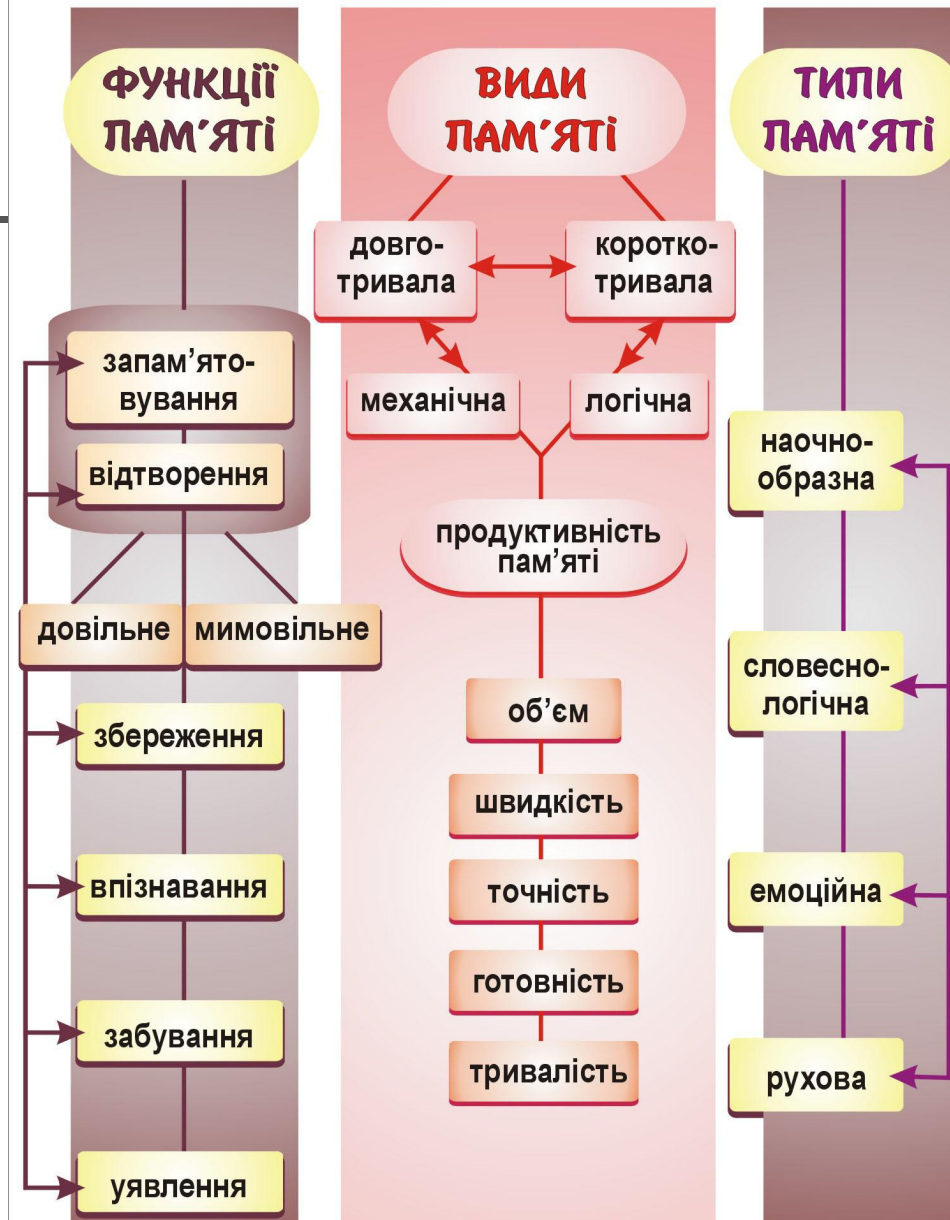 ФУНКЦІЇ
ПАМ’ЯТІ
запам’ято-
вування
відтворення
довільне
мимовільне
збереження
впізнавання
забування
уявлення
ВИДИ
ПАМ’ЯТІ
довго-
тривала
коротко-
тривала
механічна
логічна
продуктивність
пам’яті
об’єм
швидкість
точність
готовність
тривалість
ТИПИ
ПАМ’ЯТІ
наочно-
образна
словесно-
логічна
емоційна
рухова